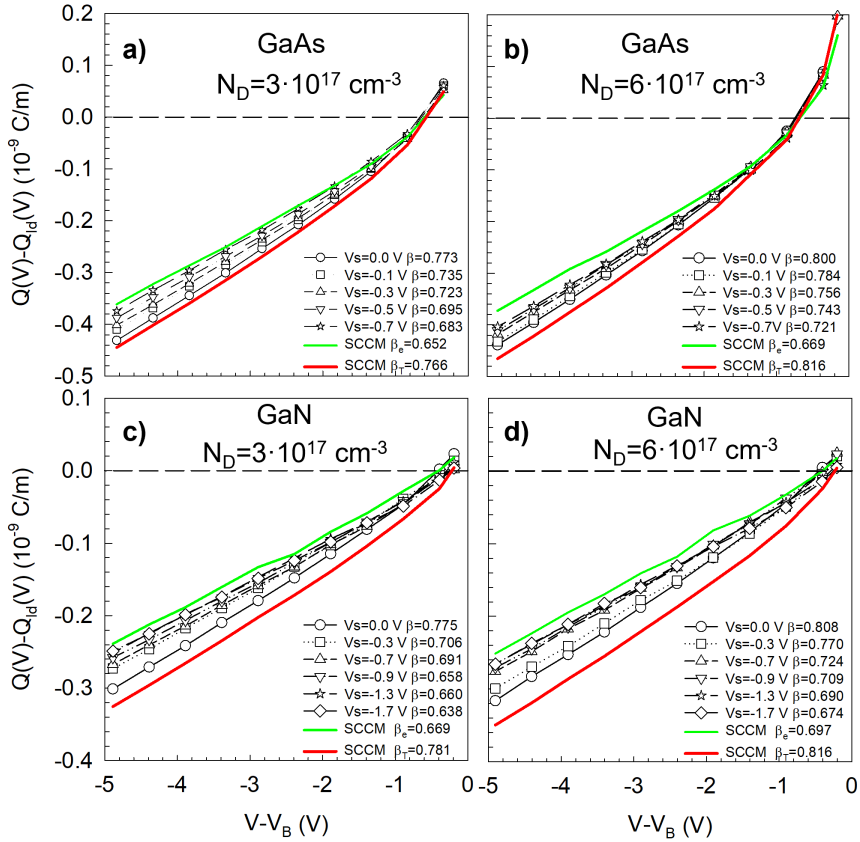 a) GaAs
N_D=3·10^17 cm^-3
0.2
0.1
0.0
-0.1
-0.2
-0.3
-0.4
-0.5
Q(V)-Q_Id(V) (10^-9 C/m)
Vs=0.0 V β=0.773
Vs=-0.1 V β=0.735
Vs=-0.3 V β=0.723
Vs=-0.5 V β=0.695
Vs=-0.7 V β=0.683
SCCM β_e=0.652
SCCM β_T=0.766
b) GaAs
N_D=6·10^17 cm^-3
Vs=0.0 V β=0.800
Vs=-0.1 V β=0.784
Vs=-0.3 V β=0.756
Vs=-0.5 V β=0.743
Vs=-0.7V β=0.721
SCCM β_e=0.669
SCCM β_T=0.816
c) GaN
N_D=3·10^17 cm^-3
0.1
0.0
-0.1
-0.2
-0.3
-0.4
Q(V)-Q_Id(V) (10^-9 C/m)
Vs=0.0 V β=0.775
Vs=-0.3 V β=0.706
Vs=-0.7 V β=0.691
Vs=-0.9 V β=0.658
Vs=-1.3 V β=0.660
Vs=-1.7 V β=0.638
SCCM β_e=0.669
SCCM β_T=0.781
-5 -4 -3 -2 -1
V-V_B (V)
d) GaN
N_D=6·10^17 cm^-3
Vs=0.0 V β=0.808
Vs=-0.3 V β=0.770
Vs=-0.7 V β=0.724
Vs=-0.9 V β=0.709
Vs=-1.3 V β=0.690
Vs=-1.7 V β=0.674
SCCM β_e=0.697
SCCM β_T=0.816
-5 -4 -3 -2 -1 0
V-V_B (V)